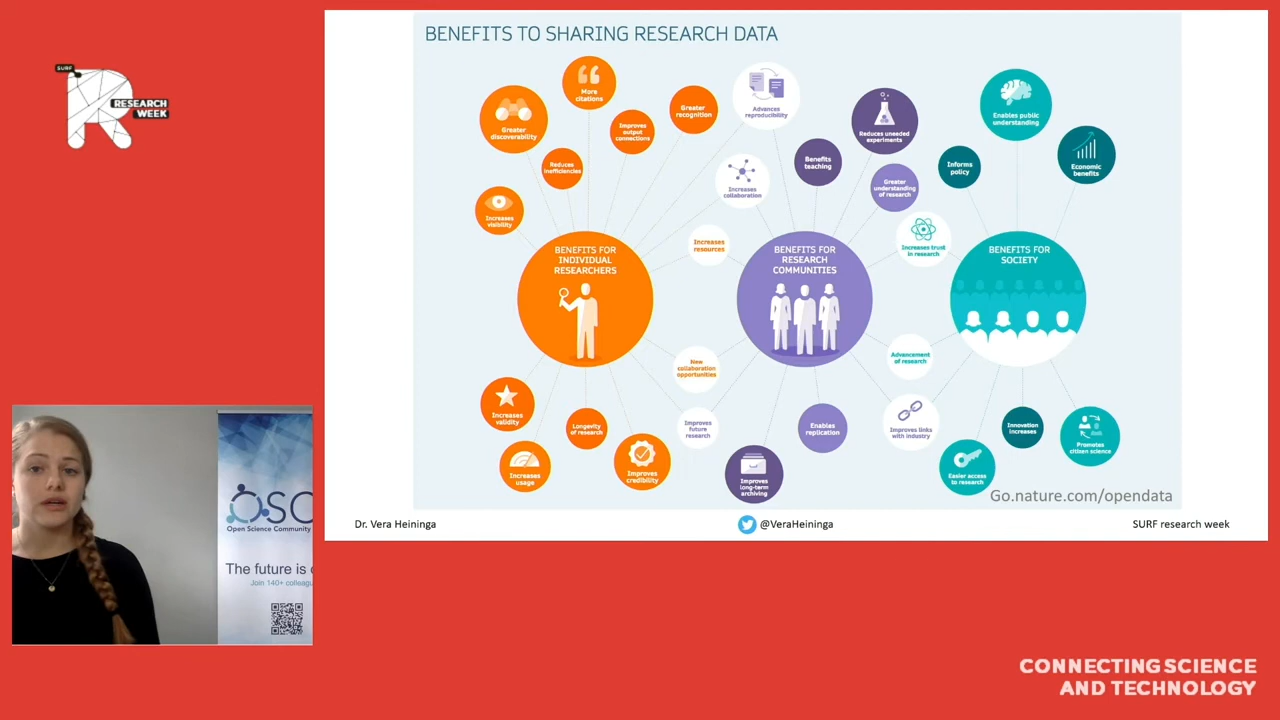 SURF
RESEARCH
WEEK
BENEFITS TO SHARING RESEARCH DATA
More
citations
Greater
discoverability
Improves
output
connections
Greater
recognition
Reduces
inefficiencies
Increases
visibility
Advances
reproducibility
Reduces uneeded
experiments
Benefits
teaching
Increases
collaboration
Greater
understanding
of research
Enables public
understanding
Informs
policy
Economic
benefits
Increases
resources
Increases trust
in research
BENEFITS FOR
INDIVIDUAL
RESEARCHERS
BENEFITS FOR
RESEARCH
COMMUNITIES
BENEFITS FOR
SOCIETY
New
collaboration
opportunities
Advancement
of research
Increases
validity
Longevity
of research
Increases
usage
Improves
credibility
Improves
future
research
Improves
long-term
archiving
Enables
replication
Improves links
with industry
Easier access
to research
Innovation
increases
Promotes
citizen science
Go.nature.com/opendata
Dr. Vera Heininga
@VeraHeininga
SURF research week
OSC
Open Science Community
The future is
Join 140+
CONNECTING SCIENCE
AND TECHNOLOGY